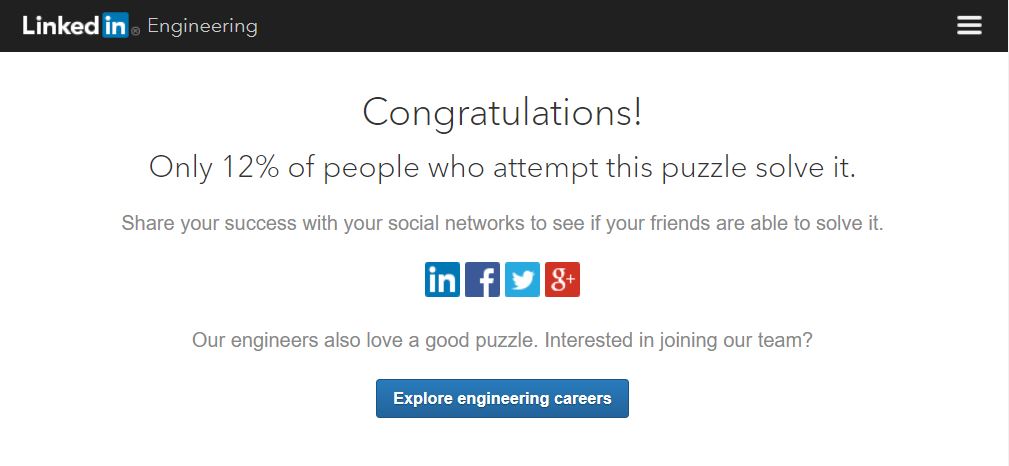 Linked in ® Engineering
Congratulations!
Only 12% of people who attempt this puzzle solve it.
Share your success with your social networks to see if your friends are able to solve it.
in f g+
Our engineers also love a good puzzle. Interested in joining our team?
Explore engineering careers